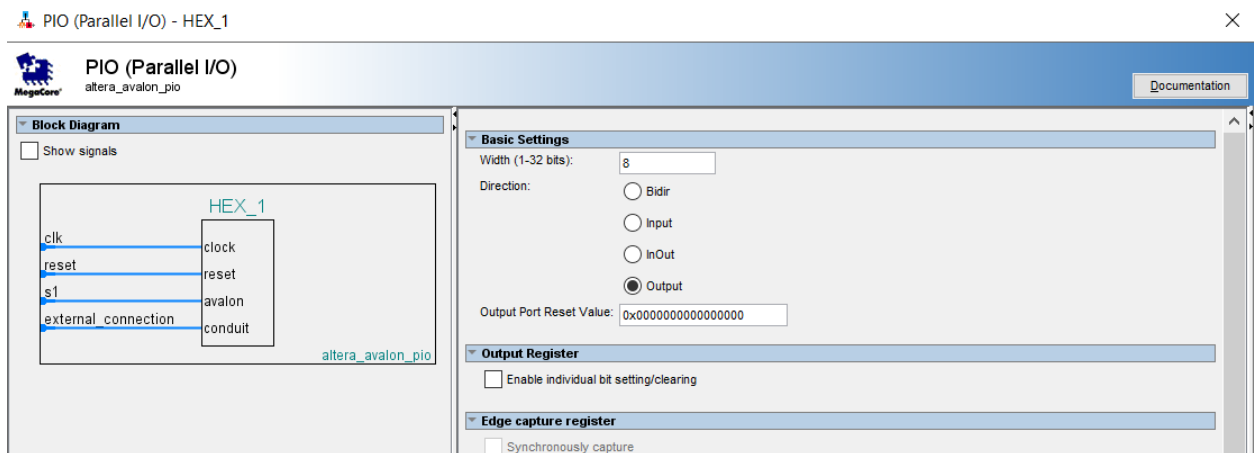 PIO (Parallel I/O) - HEX_1
MegaCore'
PIO (Parallel I/O)
altera_avalon_pio
Documentation
Block Diagram
Show signals
HEX_1
clk
clock
reset
reset
s1
avalon
external_connection
conduit
altera_avalon_pio
Basic Settings
Width (1-32 bits): 8
Direction:
Bidir
Input
InOut
Output
Output Port Reset Value: 0x0000000000000000
Output Register
Enable individual bit setting/clearing
Edge capture register
Synchronously capture